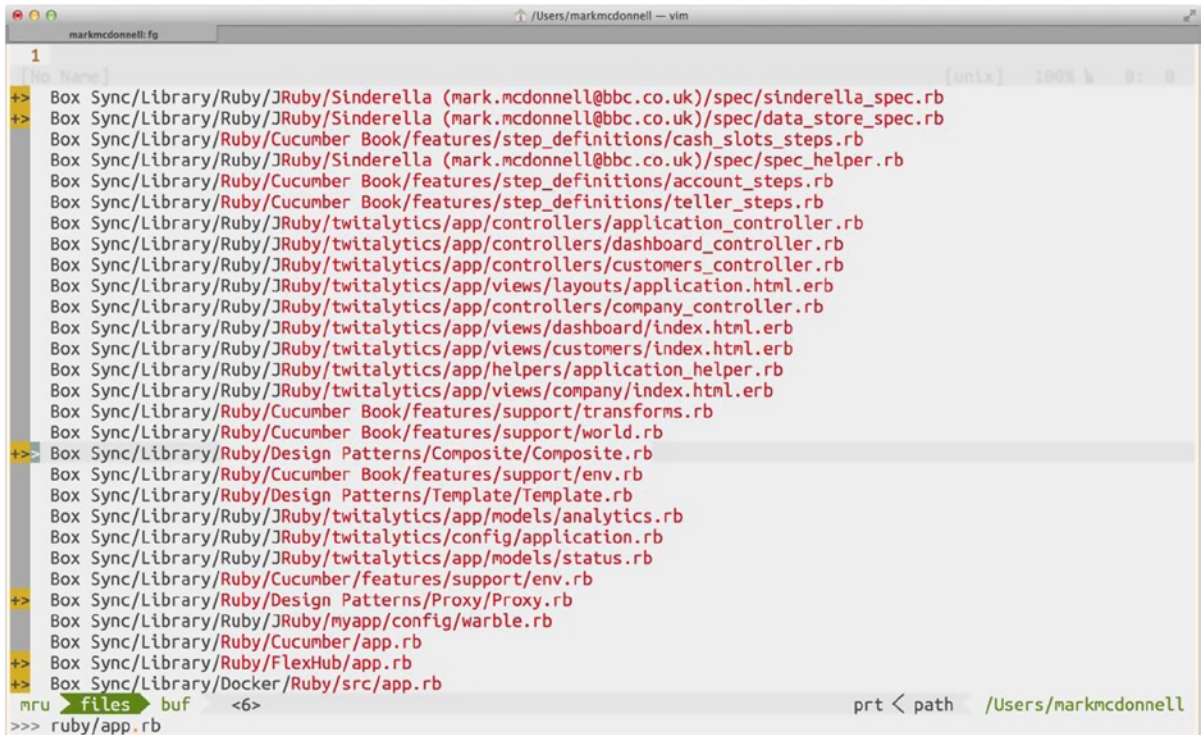 /Users/markmcdonnell — vim
markmcdonnell: fg
1
[No Name] [unix] 100% 0: 0
+> Box Sync/Library/Ruby/JRuby/Sinderella (mark.mcdonnell@bbc.co.uk)/spec/sinderella_spec.rb
+> Box Sync/Library/Ruby/JRuby/Sinderella (mark.mcdonnell@bbc.co.uk)/spec/data_store_spec.rb
Box Sync/Library/Ruby/Cucumber Book/features/step_definitions/cash_slots_steps.rb
Box Sync/Library/Ruby/JRuby/Sinderella (mark.mcdonnell@bbc.co.uk)/spec/spec_helper.rb
Box Sync/Library/Ruby/Cucumber Book/features/step_definitions/account_steps.rb
Box Sync/Library/Ruby/Cucumber Book/features/step_definitions/teller_steps.rb
Box Sync/Library/Ruby/JRuby/twitalytics/app/controllers/application_controller.rb
Box Sync/Library/Ruby/JRuby/twitalytics/app/controllers/dashboard_controller.rb
Box Sync/Library/Ruby/JRuby/twitalytics/app/controllers/customers_controller.rb
Box Sync/Library/Ruby/JRuby/twitalytics/app/views/layouts/application.html.erb
Box Sync/Library/Ruby/JRuby/twitalytics/app/controllers/company_controller.rb
Box Sync/Library/Ruby/JRuby/twitalytics/app/views/dashboard/index.html.erb
Box Sync/Library/Ruby/JRuby/twitalytics/app/views/customers/index.html.erb
Box Sync/Library/Ruby/JRuby/twitalytics/app/helpers/application_helper.rb
Box Sync/Library/Ruby/JRuby/twitalytics/app/views/company/index.html.erb
Box Sync/Library/Ruby/Cucumber Book/features/support/transforms.rb
Box Sync/Library/Ruby/Cucumber Book/features/support/world.rb
+>> Box Sync/Library/Ruby/Design Patterns/Composite/Composite.rb
Box Sync/Library/Ruby/Cucumber Book/features/support/env.rb
Box Sync/Library/Ruby/Design Patterns/Template/Template.rb
Box Sync/Library/Ruby/JRuby/twitalytics/app/models/analytics.rb
Box Sync/Library/Ruby/JRuby/twitalytics/config/application.rb
Box Sync/Library/Ruby/JRuby/twitalytics/app/models/status.rb
Box Sync/Library/Ruby/Cucumber/features/support/env.rb
+> Box Sync/Library/Ruby/Design Patterns/Proxy/Proxy.rb
Box Sync/Library/Ruby/JRuby/myapp/config/warble.rb
Box Sync/Library/Ruby/Cucumber/app.rb
+> Box Sync/Library/Ruby/FlexHub/app.rb
+> Box Sync/Library/Docker/Ruby/src/app.rb
mru files buf <6> prt < path /Users/markmcdonnell
>>> ruby/app.rb